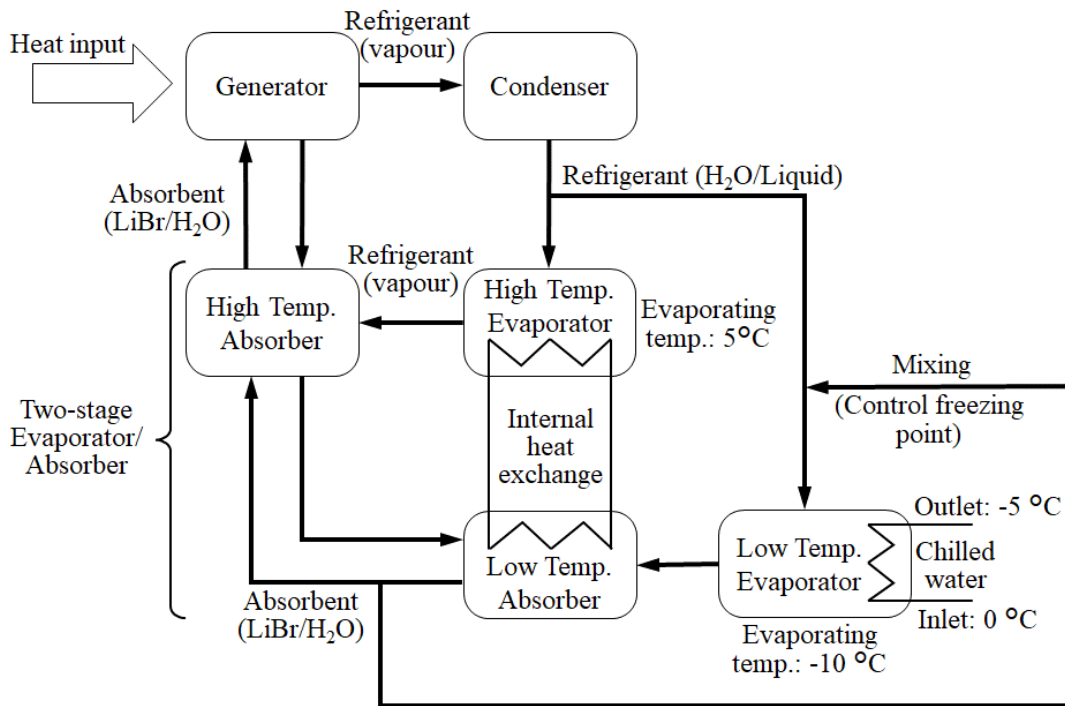 Heat input
Refrigerant
(vapour)
Generator
Condenser
Absorbent
(LiBr/H₂O)
Refrigerant (H₂O/Liquid)
Refrigerant
(vapour)
High Temp.
Absorber
High Temp.
Evaporator
Evaporating
temp.: 5°C
Mixing
(Control freezing
point)
Two-stage
Evaporator/
Absorber
Internal
heat
exchange
Outlet: -5 °C
Low Temp.
Evaporator
Chilled
water
Inlet: 0 °C
Low Temp.
Absorber
Absorbent
(LiBr/H₂O)
Evaporating
temp.: -10 °C